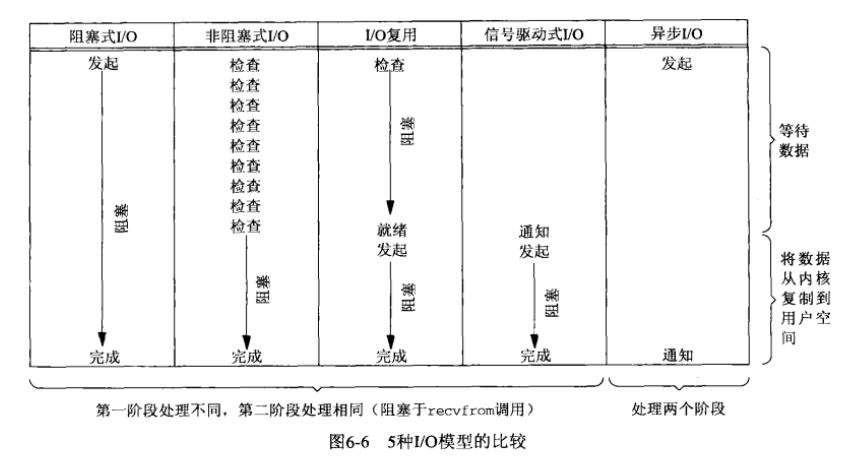 阻塞式I/O 非阻塞式I/O I/O复用 信号驱动式I/O 异步I/O
发起 检查 检查 发起
检查
检查
检查
检查
检查
检查
检查
检查 就绪 通知
发起 发起
阻塞 阻塞 阻塞 阻塞 阻塞
完成 完成 完成 完成 通知
等待
数据
将数据
从内核
复制到
用户空
间
第一阶段处理不同，第二阶段处理相同（阻塞于recvfrom调用） 处理两个阶段
图6-6 5种I/O模型的比较